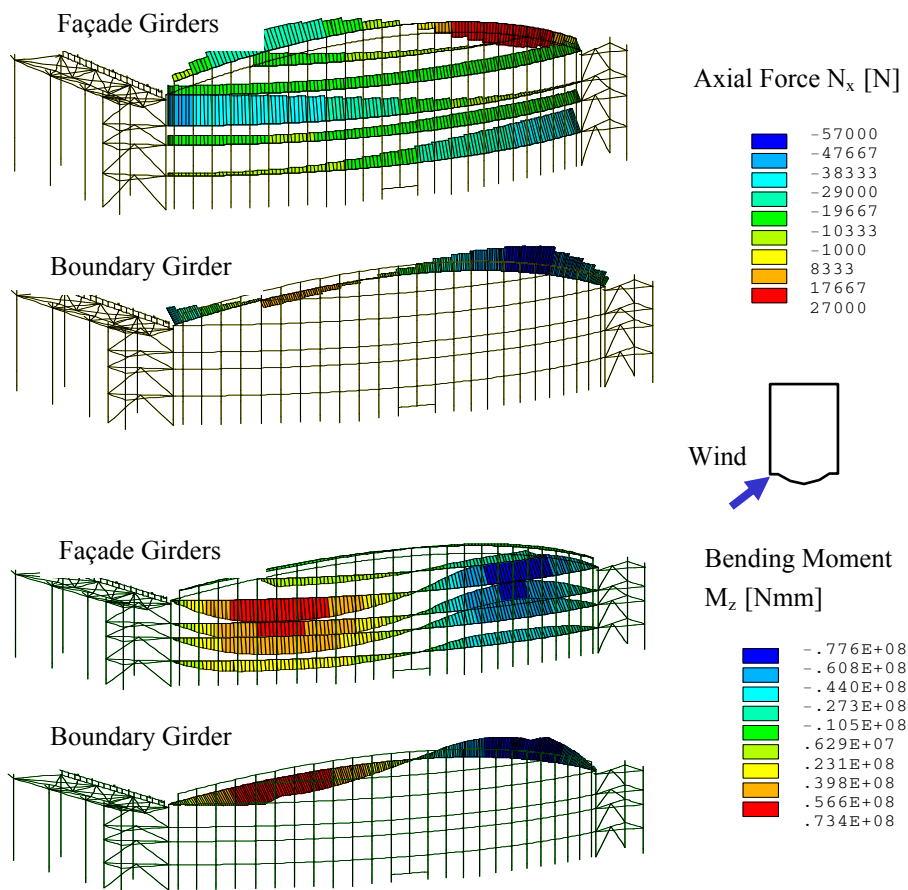 Façade Girders
Axial Force Nx [N]
-57000
-47667
-38333
-29000
-19667
-10333
-1000
8333
17667
27000
Boundary Girder
Wind
Façade Girders
Bending Moment
Mz [Nmm]
-.776E+08
-.608E+08
-.440E+08
-.273E+08
-.105E+08
.629E+07
.231E+08
.398E+08
.566E+08
.734E+08
Boundary Girder